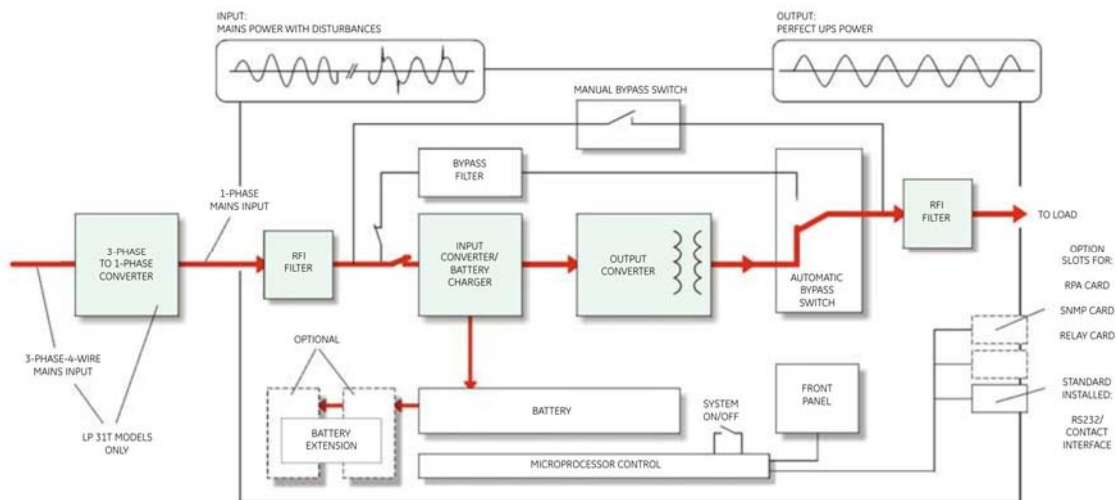 INPUT:
MAINS POWER WITH DISTURBANCES
OUTPUT:
PERFECT UPS POWER
MANUAL BYPASS SWITCH
BYPASS
FILTER
1-PHASE
MAINS INPUT
3-PHASE
TO 1-PHASE
CONVERTER
RFI
FILTER
INPUT
CONVERTER/
BATTERY
CHARGER
OUTPUT
CONVERTER
AUTOMATIC
BYPASS
SWITCH
RFI
FILTER
TO LOAD
OPTION
SLOTS FOR:
RPA CARD
SNMP CARD
RELAY CARD
STANDARD
INSTALLED:
RS232/
CONTACT
INTERFACE
3-PHASE-4-WIRE
MAINS INPUT
LP 31T MODELS
ONLY
OPTIONAL
BATTERY
EXTENSION
BATTERY
SYSTEM
ON/OFF
FRONT
PANEL
MICROPROCESSOR CONTROL